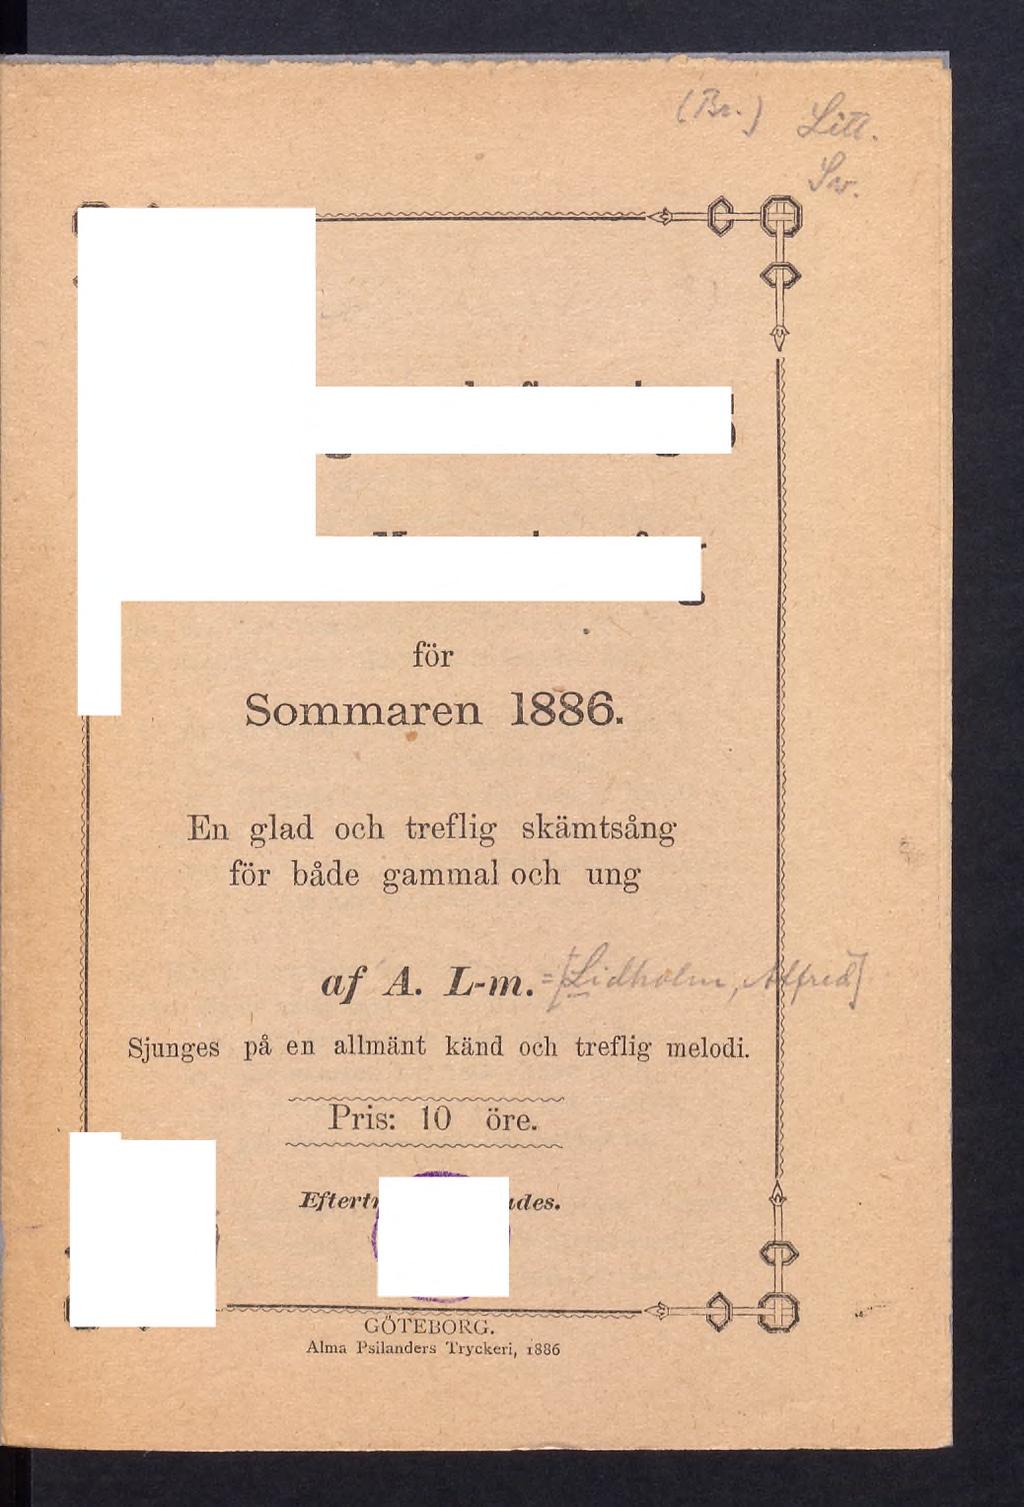 (Br.) Litt.
Sv.
för
Sommaren 1886.
En glad och treflig skämtsång
för både gammal och ung
af A. L-m. =[Lidholm, Alfred]
Sjunges på en allmänt känd och treflig melodi.
Pris: 10 öre.
GÖTEBORG.
Alma Psilanders Tryckeri, 1886